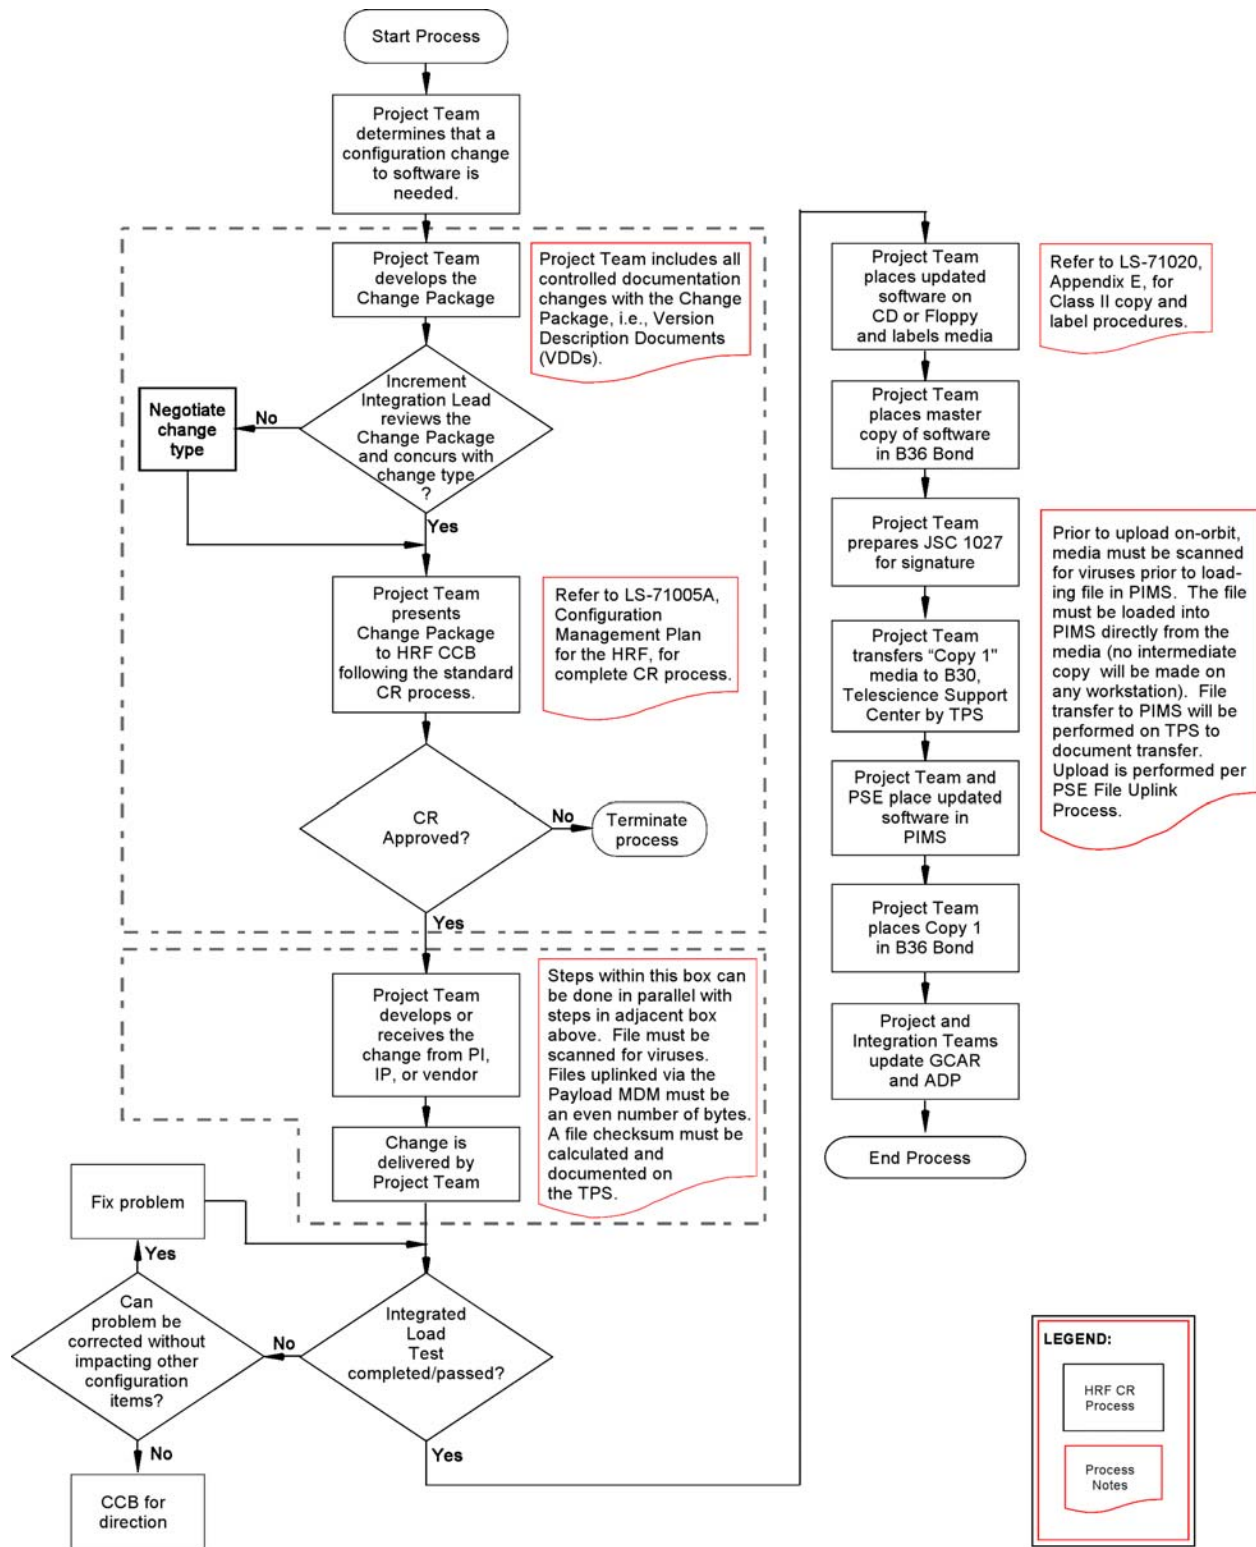 Start Process
Project Team
determines that a
configuration change
to software is
needed.
Project Team
develops the
Change Package
Project Team includes all
controlled documentation
changes with the Change
Package, i.e., Version
Description Documents
(VDDs).
Increment
Integration Lead
reviews the
Change Package
and concurs with
change type
?
No
Negotiate
change
type
Yes
Project Team
presents
Change Package
to HRF CCB
following the standard
CR process.
Refer to LS-71005A,
Configuration
Management Plan
for the HRF, for
complete CR process.
CR
Approved?
No
Terminate
process
Yes
Project Team
develops or
receives the
change from PI,
IP, or vendor
Steps within this box can
be done in parallel with
steps in adjacent box
above. File must be
scanned for viruses.
Files uplinked via the
Payload MDM must be
an even number of bytes.
A file checksum must be
calculated and
documented on
the TPS.
Change is
delivered by
Project Team
Fix problem
Yes
Can
problem be
corrected without
impacting other
configuration
items?
No
Integrated
Load
Test
completed/passed?
No
CCB for
direction
Yes
Project Team
places updated
software on
CD or Floppy
and labels media
Refer to LS-71020,
Appendix E, for
Class II copy and
label procedures.
Project Team
places master
copy of software
in B36 Bond
Project Team
prepares JSC 1027
for signature
Prior to upload on-orbit,
media must be scanned
for viruses prior to load-
ing file in PIMS. The file
must be loaded into
PIMS directly from the
media (no intermediate
copy will be made on
any workstation). File
transfer to PIMS will be
performed on TPS to
document transfer.
Upload is performed per
PSE File Uplink
Process.
Project Team
transfers “Copy 1”
media to B30,
Telescience Support
Center by TPS
Project Team and
PSE place updated
software in
PIMS
Project Team
places Copy 1
in B36 Bond
Project and
Integration Teams
update GCAR
and ADP
End Process
LEGEND:
HRF CR
Process
Process
Notes